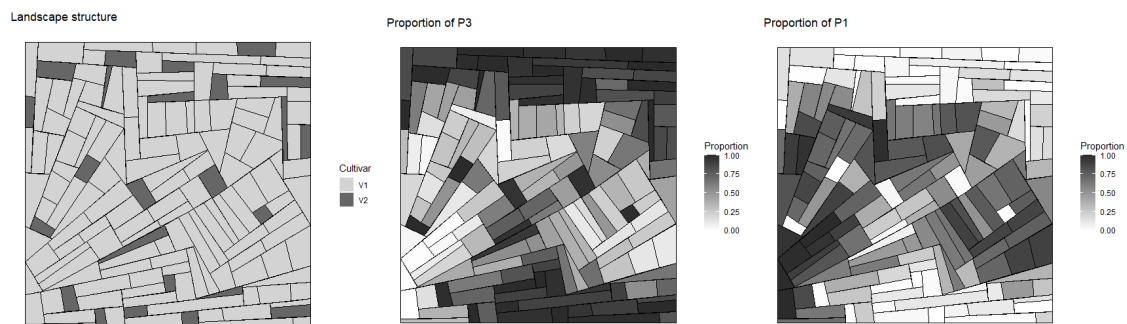 Landscape structure
Cultivar
V1
V2
Proportion of P3
Proportion
1.00
0.75
0.50
0.25
0.00
Proportion of P1
Proportion
1.00
0.75
0.50
0.25
0.00